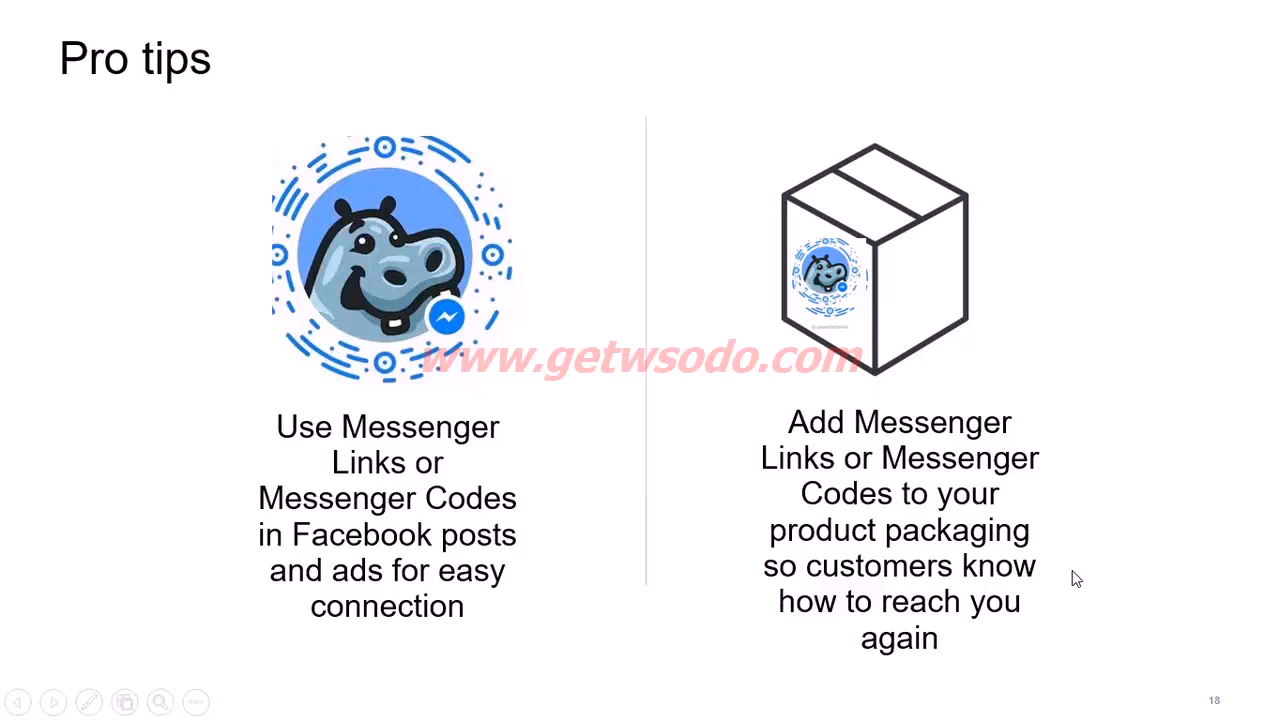 Pro tips
www.getwsodo.com
Use Messenger
Links or
Messenger Codes
in Facebook posts
and ads for easy
connection
Add Messenger
Links or Messenger
Codes to your
product packaging
so customers know
how to reach you
again
18